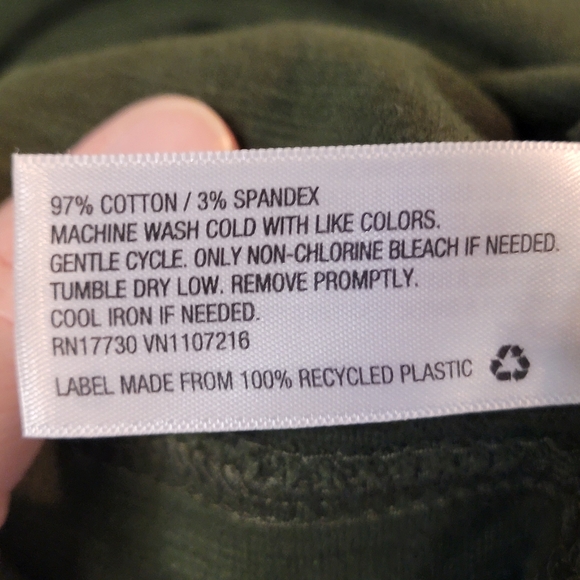 97% COTTON / 3% SPANDEX
MACHINE WASH COLD WITH LIKE COLORS.
GENTLE CYCLE. ONLY NON-CHLORINE BLEACH IF NEEDED.
TUMBLE DRY LOW. REMOVE PROMPTLY.
COOL IRON IF NEEDED.
RN17730 VN1107216
LABEL MADE FROM 100% RECYCLED PLASTIC